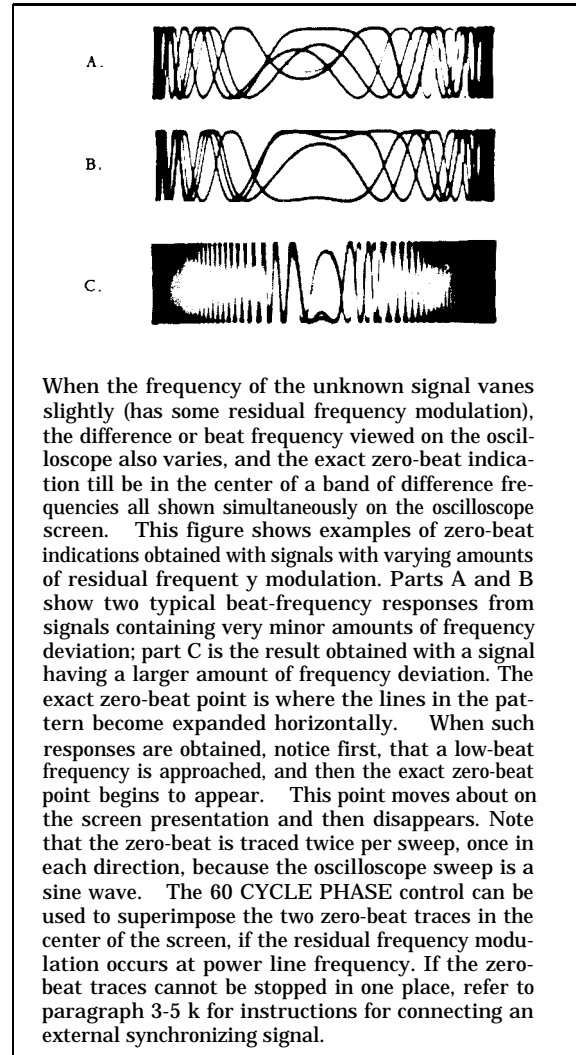 A.
B.
C.
When the frequency of the unknown signal vanes
slightly (has some residual frequency modulation),
the difference or beat frequency viewed on the oscil-
loscope also varies, and the exact zero-beat indica-
tion till be in the center of a band of difference fre-
quencies all shown simultaneously on the oscilloscope
screen. This figure shows examples of zero-beat
indications obtained with signals with varying amounts
of residual frequent y modulation. Parts A and B
show two typical beat-frequency responses from
signals containing very minor amounts of frequency
deviation; part C is the result obtained with a signal
having a larger amount of frequency deviation. The
exact zero-beat point is where the lines in the pat-
tern become expanded horizontally. When such
responses are obtained, notice first, that a low-beat
frequency is approached, and then the exact zero-beat
point begins to appear. This point moves about on
the screen presentation and then disappears. Note
that the zero-beat is traced twice per sweep, once in
each direction, because the oscilloscope sweep is a
sine wave. The 60 CYCLE PHASE control can be
used to superimpose the two zero-beat traces in the
center of the screen, if the residual frequency modu-
lation occurs at power line frequency. If the zero-
beat traces cannot be stopped in one place, refer to
paragraph 3-5 k for instructions for connecting an
external synchronizing signal.